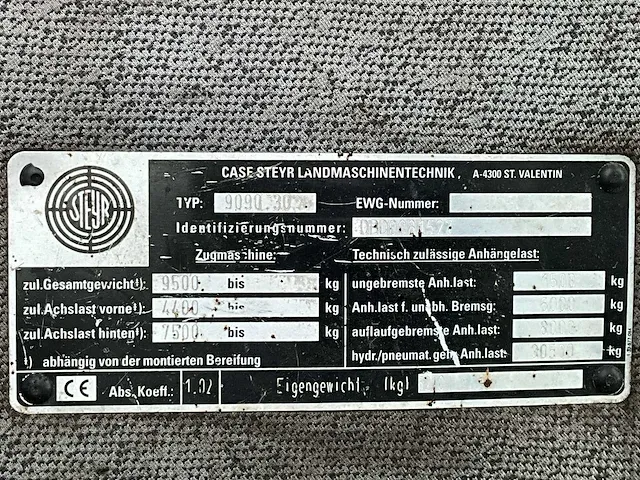 STEYR
CASE STEYR LANDMASCHINENTECHNIK, A-4300 ST. VALENTIN
TYP: EWG-Nummer:
Identifizierungsnummer:
Zugmaschine: Technisch zulässige Anhängelast:
zul.Gesamtgewicht¹): 9500 bis kg ungebremste Anh.last: kg
zul.Achslast vorne¹): 4400 bis kg Anh.last f. unabh. Bremsg: kg
zul.Achslast hinten¹): 7500 bis kg auflaufgebremste Anh.last: kg
hydr./pneumat.gebr.Anh.last: kg
¹) abhängig von der montierten Bereifung
CE Abs. Koeff.: 1.02 Eigengewicht (kg)